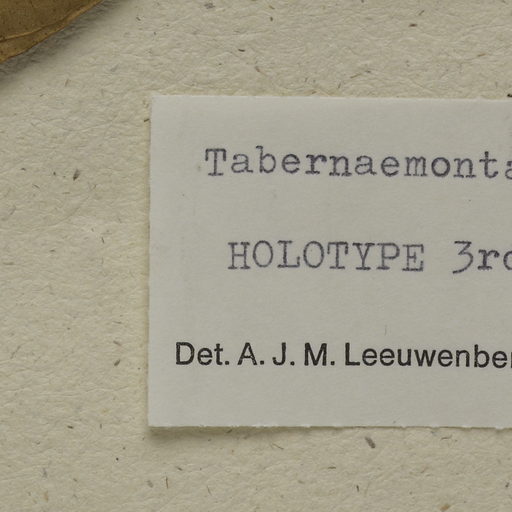 Tabernaemonta
HOLOTYPE 3rd
Det. A. J. M. Leeuwenber